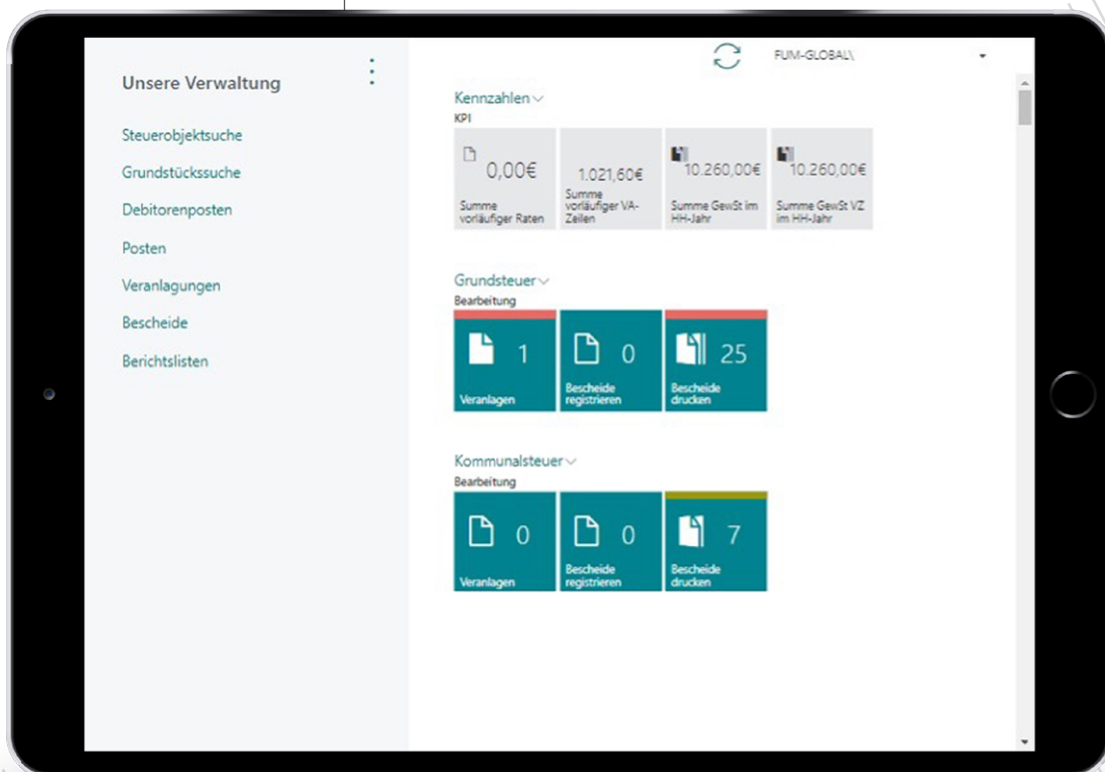 Unsere Verwaltung
Steuerobjektsuche
Grundstückssuche
Debitorenposten
Posten
Veranlagungen
Bescheide
Berichtslisten
FUM-GLOBAL\
Kennzahlen
KPI
0,00€
Summe
vorläufiger Raten
1.021,60€
Summe
vorläufiger VA-
Zeilen
10.260,00€
Summe GewSt im
HH-Jahr
10.260,00€
Summe GewSt VZ
im HH-Jahr
Grundsteuer
Bearbeitung
1
Veranlagen
0
Bescheide
registrieren
25
Bescheide
drucken
Kommunalsteuer
Bearbeitung
0
Veranlagen
0
Bescheide
registrieren
7
Bescheide
drucken